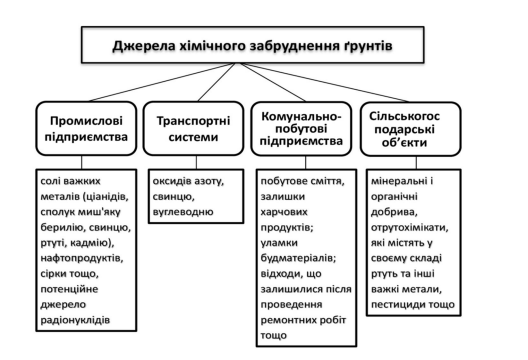 Джерела хімічного забруднення ґрунтів
Промислові
підприємства
Транспортні
системи
Комунально-
побутові
підприємства
Сільськогос
подарські
об’єкти
солі важких
металів (ціанідів,
сполук миш'яку
берилію, свинцю,
ртуті, кадмію),
нафтопродуктів,
сірки тощо,
потенційне
джерело
радіонуклідів
оксидів азоту,
свинцю,
вуглеводню
побутове сміття,
залишки
харчових
продуктів;
уламки
будматеріалів;
відходи, що
залишилися після
проведення
ремонтних робіт
тощо
мінеральні і
органічні
добрива,
отрутохімікати,
які містять у
своєму складі
ртуть та інші
важкі метали,
пестициди тощо